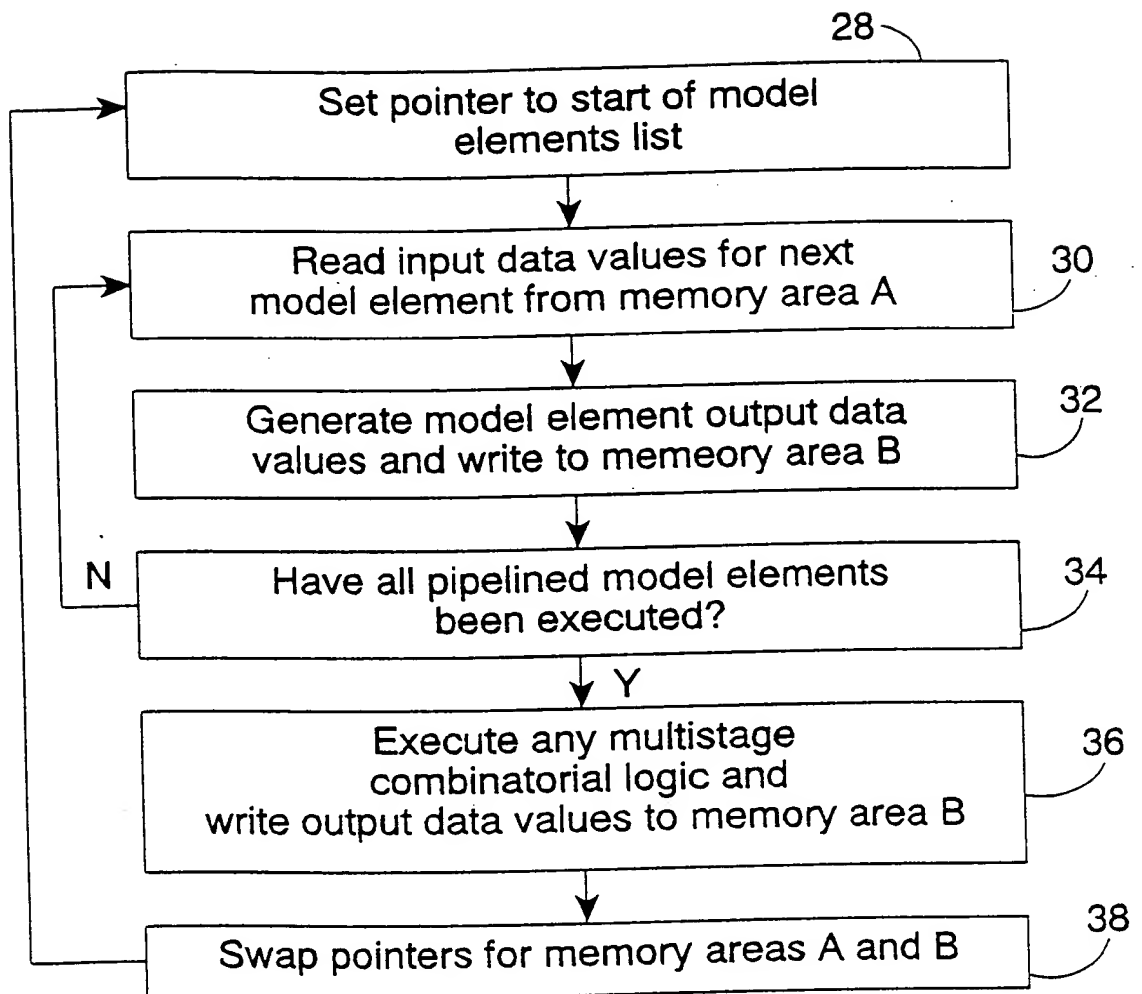 28
Set pointer to start of model
elements list
Read input data values for next
model element from memory area A
30
Generate model element output data
values and write to memeory area B
32
N
Have all pipelined model elements
been executed?
34
Y
Execute any multistage
combinatorial logic and
write output data values to memory area B
36
Swap pointers for memory areas A and B
38